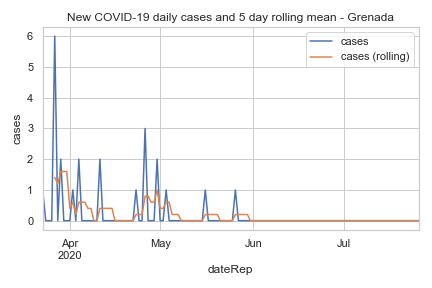 New COVID-19 daily cases and 5 day rolling mean - Grenada
cases
cases (rolling)
6
5
4
3
2
1
0
cases
Apr
2020
May
Jun
Jul
dateRep